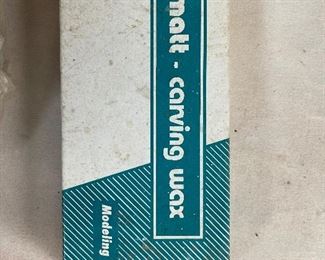 matt - carving wax
Modeling